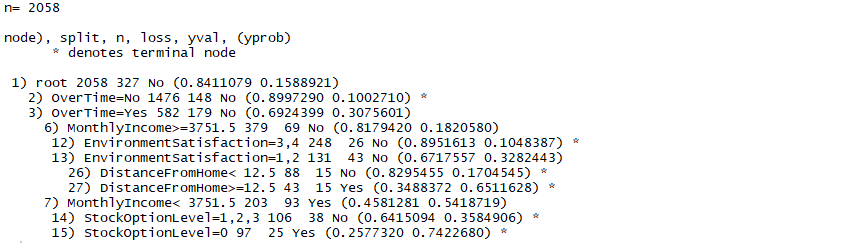 n= 2058
node), split, n, loss, yval, (yprob)
* denotes terminal node
1) root 2058 327 No (0.8411079 0.1588921)
2) OverTime=No 1476 148 No (0.8997290 0.1002710) *
3) OverTime=Yes 582 179 No (0.6924399 0.3075601)
6) MonthlyIncome>=3751.5 379 69 No (0.8179420 0.1820580)
12) EnvironmentSatisfaction=3,4 248 26 No (0.8951613 0.1048387) *
13) EnvironmentSatisfaction=1,2 131 43 No (0.6717557 0.3282443)
26) DistanceFromHome< 12.5 88 15 No (0.8295455 0.1704545) *
27) DistanceFromHome>=12.5 43 15 Yes (0.3488372 0.6511628) *
7) MonthlyIncome< 3751.5 203 93 Yes (0.4581281 0.5418719)
14) StockOptionLevel=1,2,3 106 38 No (0.6415094 0.3584906) *
15) StockOptionLevel=0 97 25 Yes (0.2577320 0.7422680) *